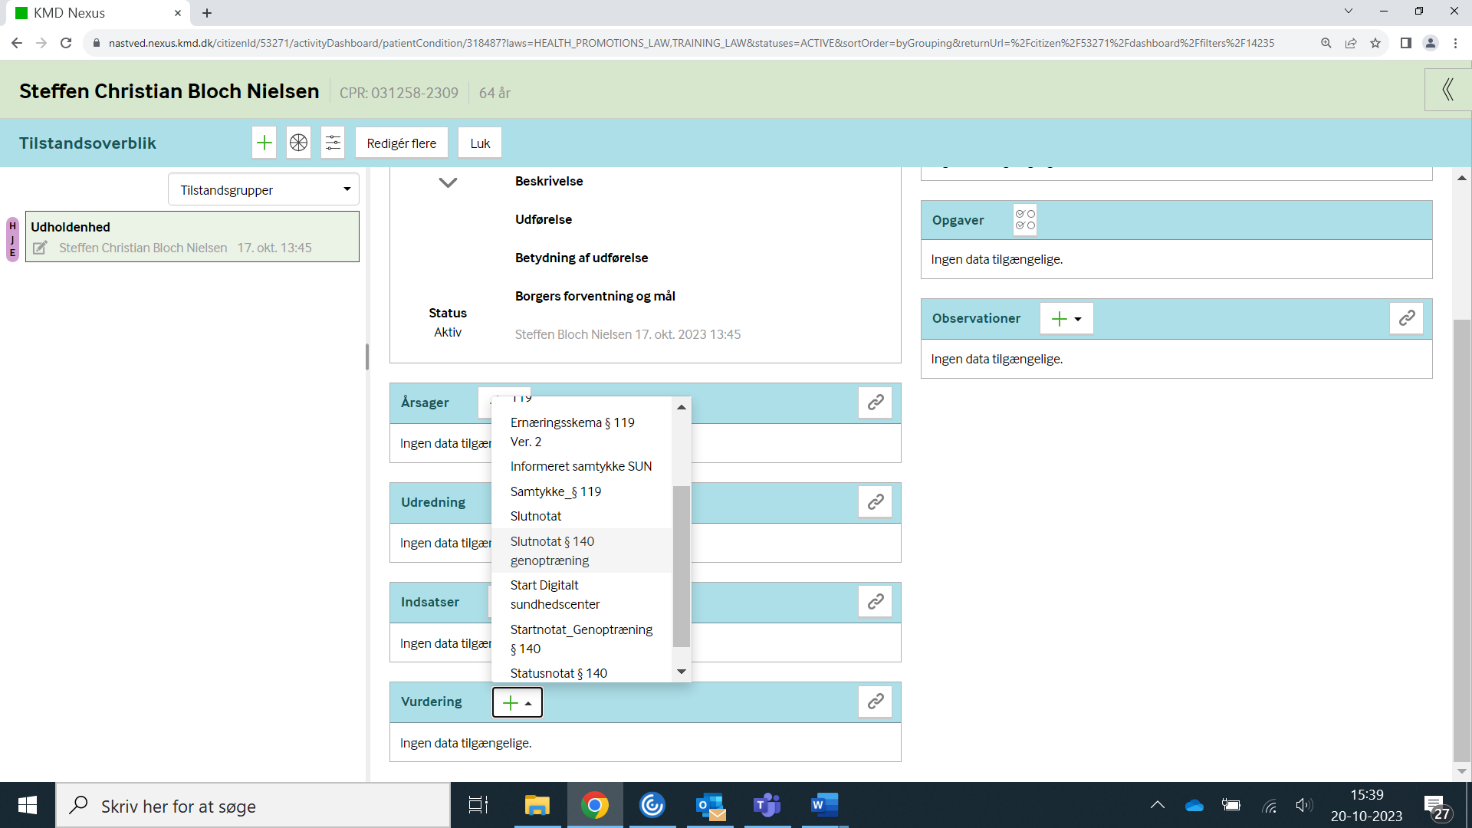 KMD Nexus
nastved.nexus.kmd.dk/citizenId/53271/activityDashboard/patientCondition/318487?laws=HEALTH_PROMOTIONS_LAW,TRAINING_LAW&statuses=ACTIVE&sortOrder=byGrouping&returnUrl=%2Fcitizen%2F53271%2Fdashboard%2Ffilters%2F14235
Steffen Christian Bloch Nielsen CPR: 031258-2309 64 år
Tilstandsoverblik Redigér flere Luk
Tilstandsgrupper
H
J
E
Udholdenhed
Steffen Christian Bloch Nielsen 17. okt. 13:45
Beskrivelse
Udførelse
Betydning af udførelse
Borgers forventning og mål
Status
Aktiv
Steffen Bloch Nielsen 17. okt. 2023 13:45
Årsager
Ingen data tilgæn
Udredning
Ingen data tilgæn
Indsatser
Ingen data tilgæn
119
Ernæringsskema § 119
Ver. 2
Informeret samtykke SUN
Samtykke_§ 119
Slutnotat
Slutnotat § 140
genoptræning
Start Digitalt
sundhedscenter
Startnotat_Genoptræning
§ 140
Statusnotat § 140
Vurdering
Ingen data tilgængelige.
Opgaver
Ingen data tilgængelige.
Observationer
Ingen data tilgængelige.
Skriv her for at søge
15:39
20-10-2023
27